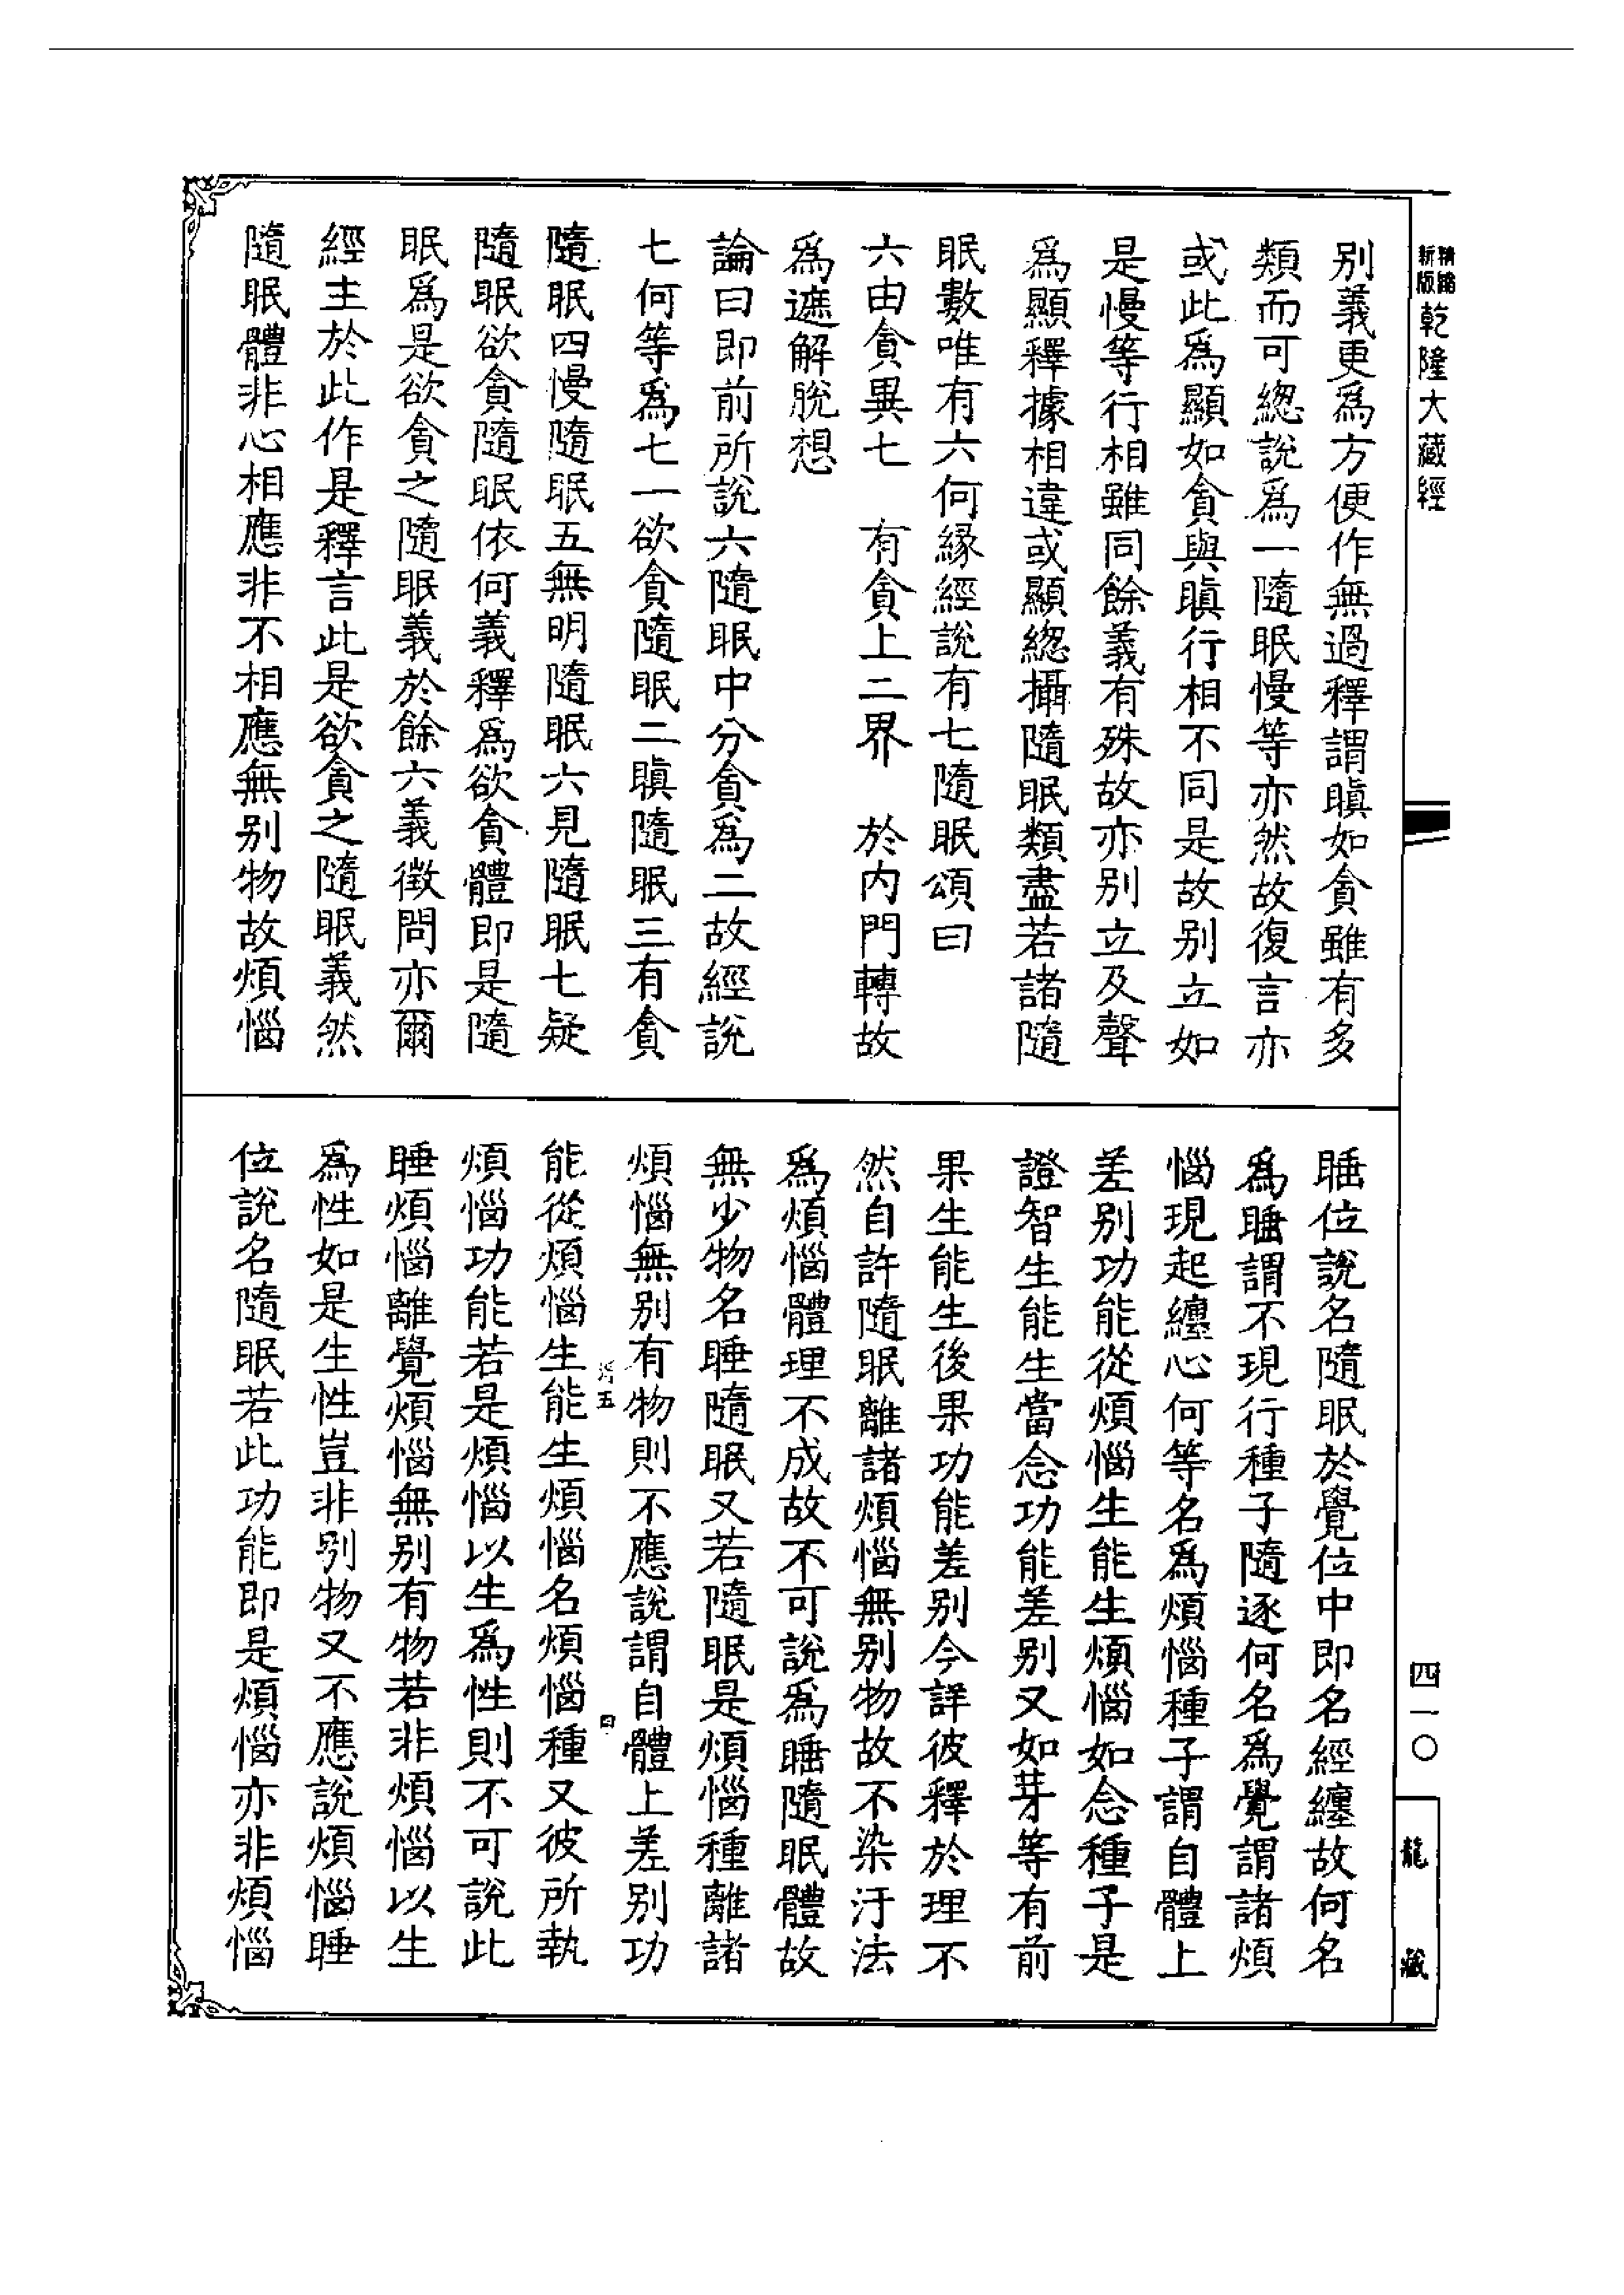 精縮新版
乾隆大藏經
四一〇
龍藏
別義更為方便作無過釋謂瞋如貪雖有多
類而可緫說為一隨眠慢等亦然故復言亦
或此為顯如貪與瞋行相不同是故別立如
是慢等行相雖同餘義有殊故亦別立及聲
為顯釋據相違或顯緫攝隨眠類盡若諸隨
眠數唯有六何緣經說有七隨眠頌曰
六由貪異七　有貪上二界　於内門轉故
為遮解脫想
論曰即前所說六隨眠中分貪為二故經說
七何等為七一欲貪隨眠二瞋隨眠三有貪
隨眠四慢隨眠五無明隨眠六見隨眠七疑
隨眠欲貪隨眠依何義釋為欲貪體即是隨
眠為是欲貪之隨眠義於餘六義徵問亦爾
經主於此作是釋言此是欲貪之隨眠義然
隨眠體非心相應非不相應無別物故煩惱
睡位說名隨眠於覺位中即名經纏故何名
為睡謂不現行種子隨逐何名為覺謂諸煩
惱現起纏心何等名為煩惱種子謂自體上
差別功能從煩惱生能生煩惱如念種子是
證智生能生當念功能差別又如芽等有前
果生能生後果功能差別今詳彼釋於理不
然自許隨眠離諸煩惱無別物故不染汙法
為煩惱體理不成故不可說為睡隨眠體故
無少物名睡隨眠又若隨眠是煩惱種離諸
煩惱無別有物則不應說謂自體上差別功
五
能從煩惱生能生煩惱名煩惱種又彼所執
煩惱功能若是煩惱以生為性則不可說此
睡煩惱離覺煩惱無別有物若非煩惱以生
為性如是生性豈非別物又不應說煩惱睡
位說名隨眠若此功能即是煩惱亦非煩惱